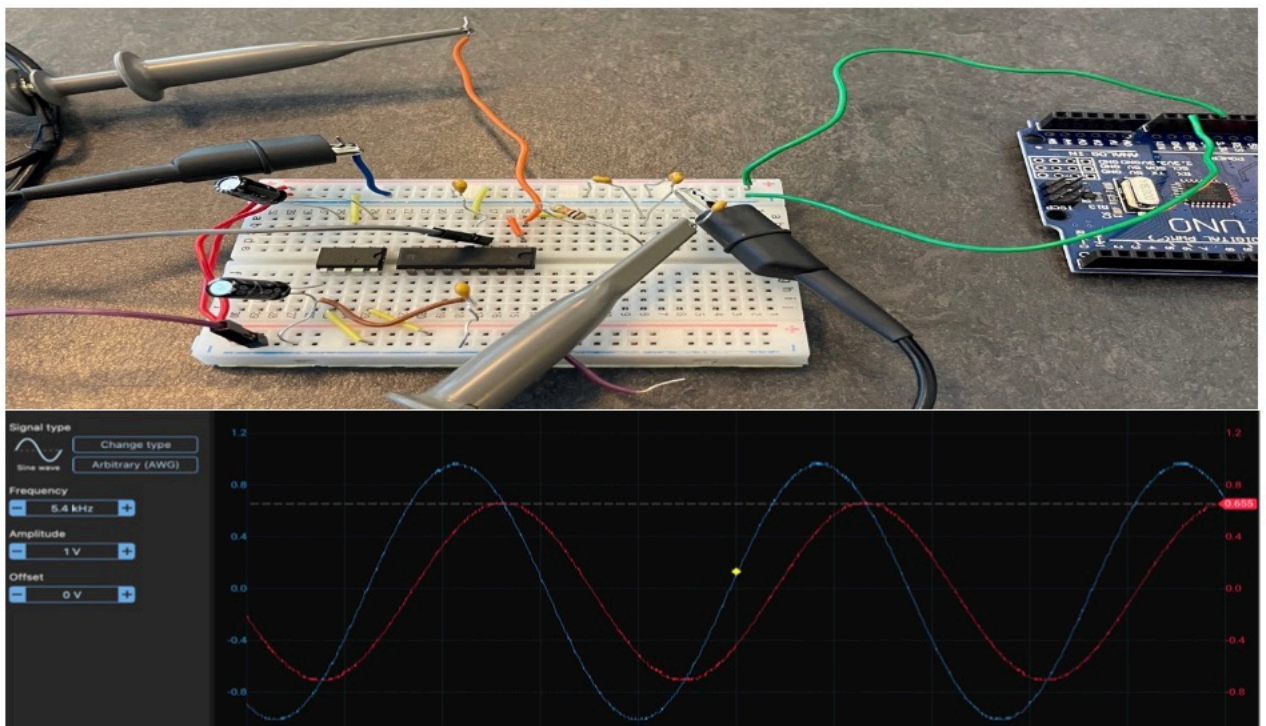 ANALOG IN
UNO
Signal type
Sine wave
Change type
Arbitrary (AWG)
Frequency
− 5.4 kHz +
Amplitude
− 1 V +
Offset
− 0 V +
1.2 1.2
0.8 0.8
0.655
0.4 0.4
0.0 0.0
-0.4 -0.4
-0.8 -0.8